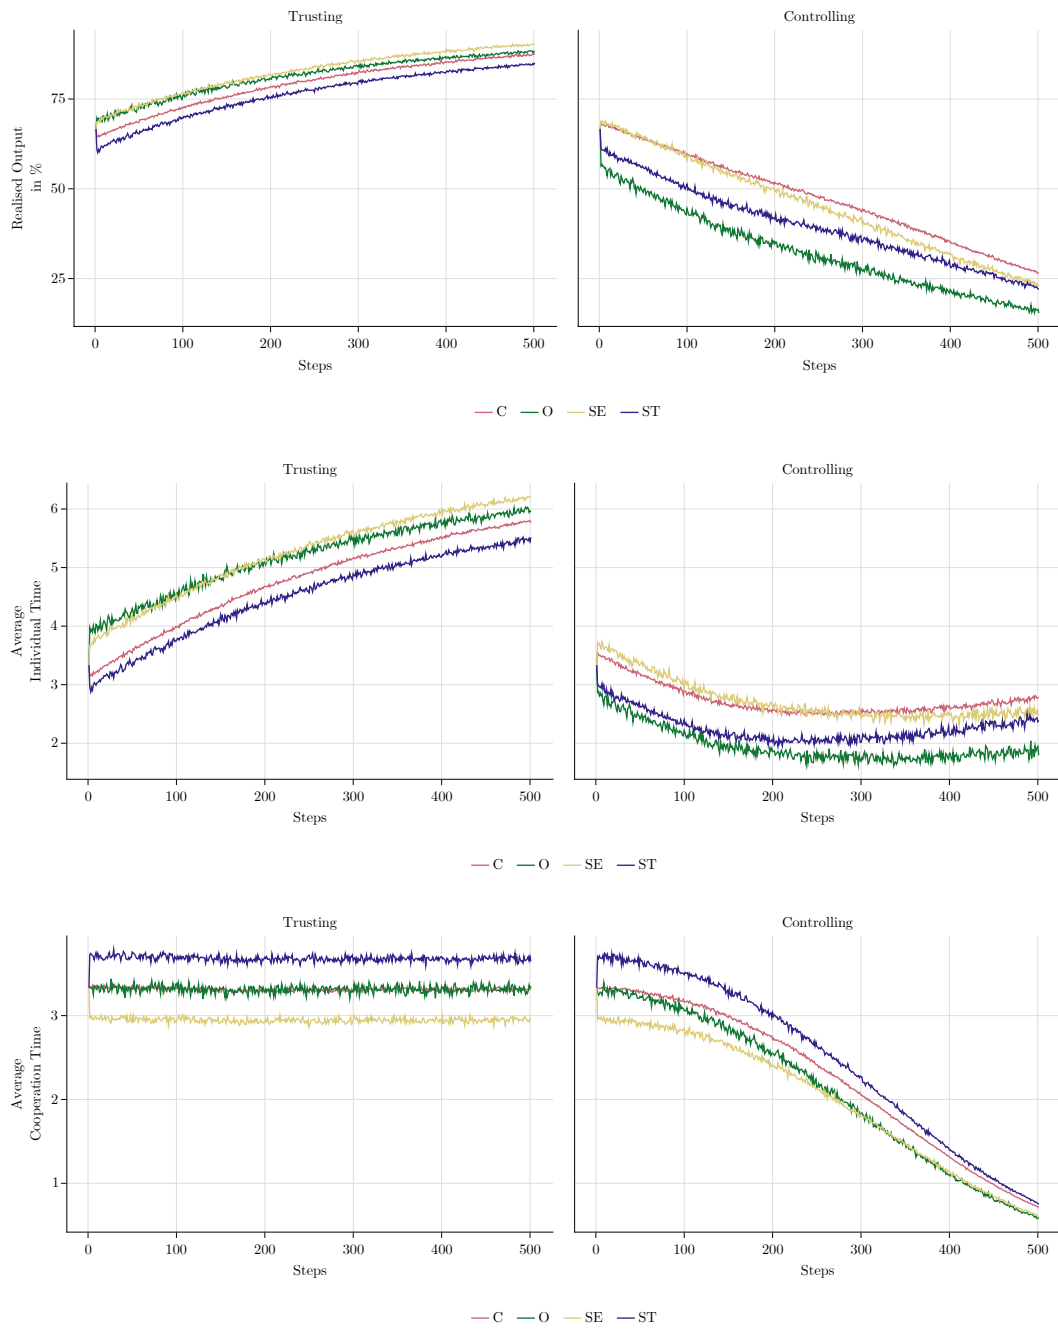 Trusting
Controlling
Realised Output
in %
75
50
25
0 100 200 300 400 500
0 100 200 300 400 500
Steps
Steps
C O SE ST
Trusting
Controlling
Average
Individual Time
6
5
4
3
2
0 100 200 300 400 500
0 100 200 300 400 500
Steps
Steps
C O SE ST
Trusting
Controlling
Average
Cooperation Time
3
2
1
0 100 200 300 400 500
0 100 200 300 400 500
Steps
Steps
C O SE ST